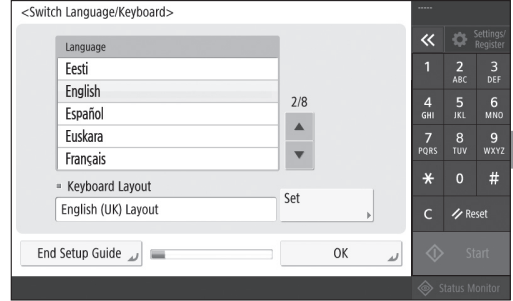 <Switch Language/Keyboard>
Language
Eesti
English
Español
Euskara
Français
2/8
Keyboard Layout
English (UK) Layout
Set
End Setup Guide
OK
-----
Settings/
Register
1
2
ABC
3
DEF
4
GHI
5
JKL
6
MNO
7
PQRS
8
TUV
9
WXYZ
*
0
#
C
Reset
Start
Status Monitor